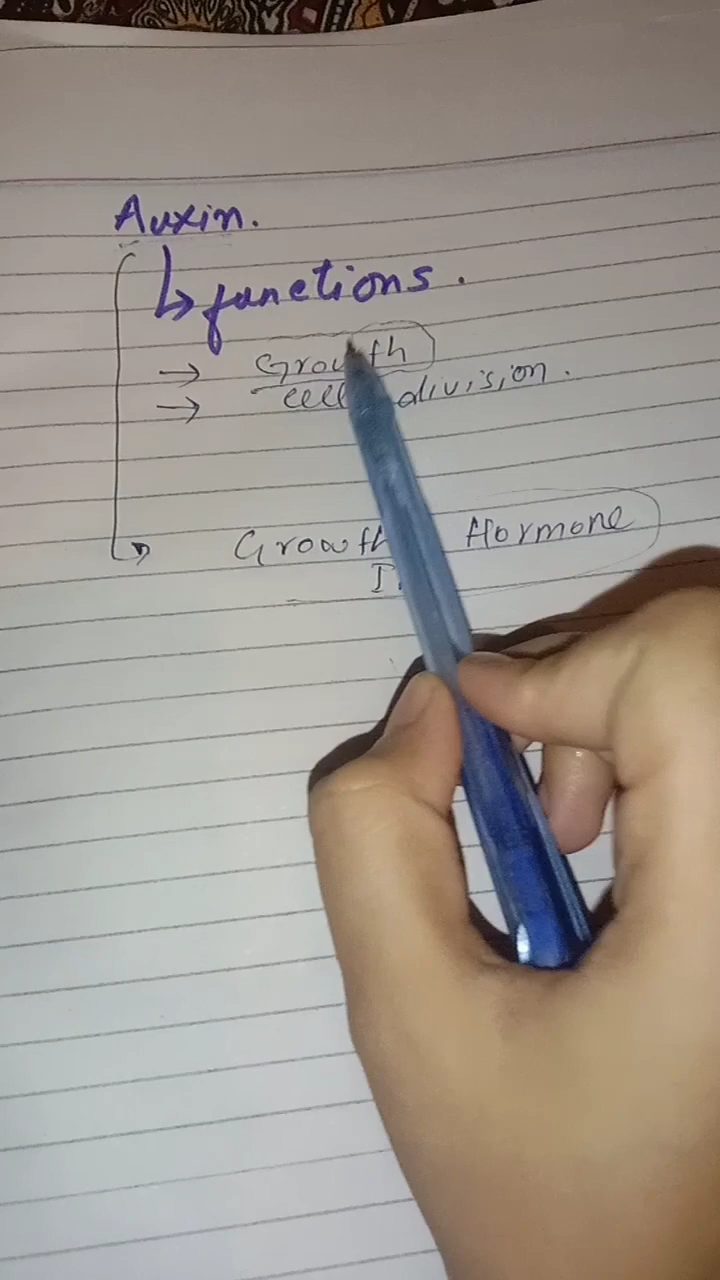 Auxin.
↳ functions.
→ Growth
→ cell division.
→ Growth Hormone